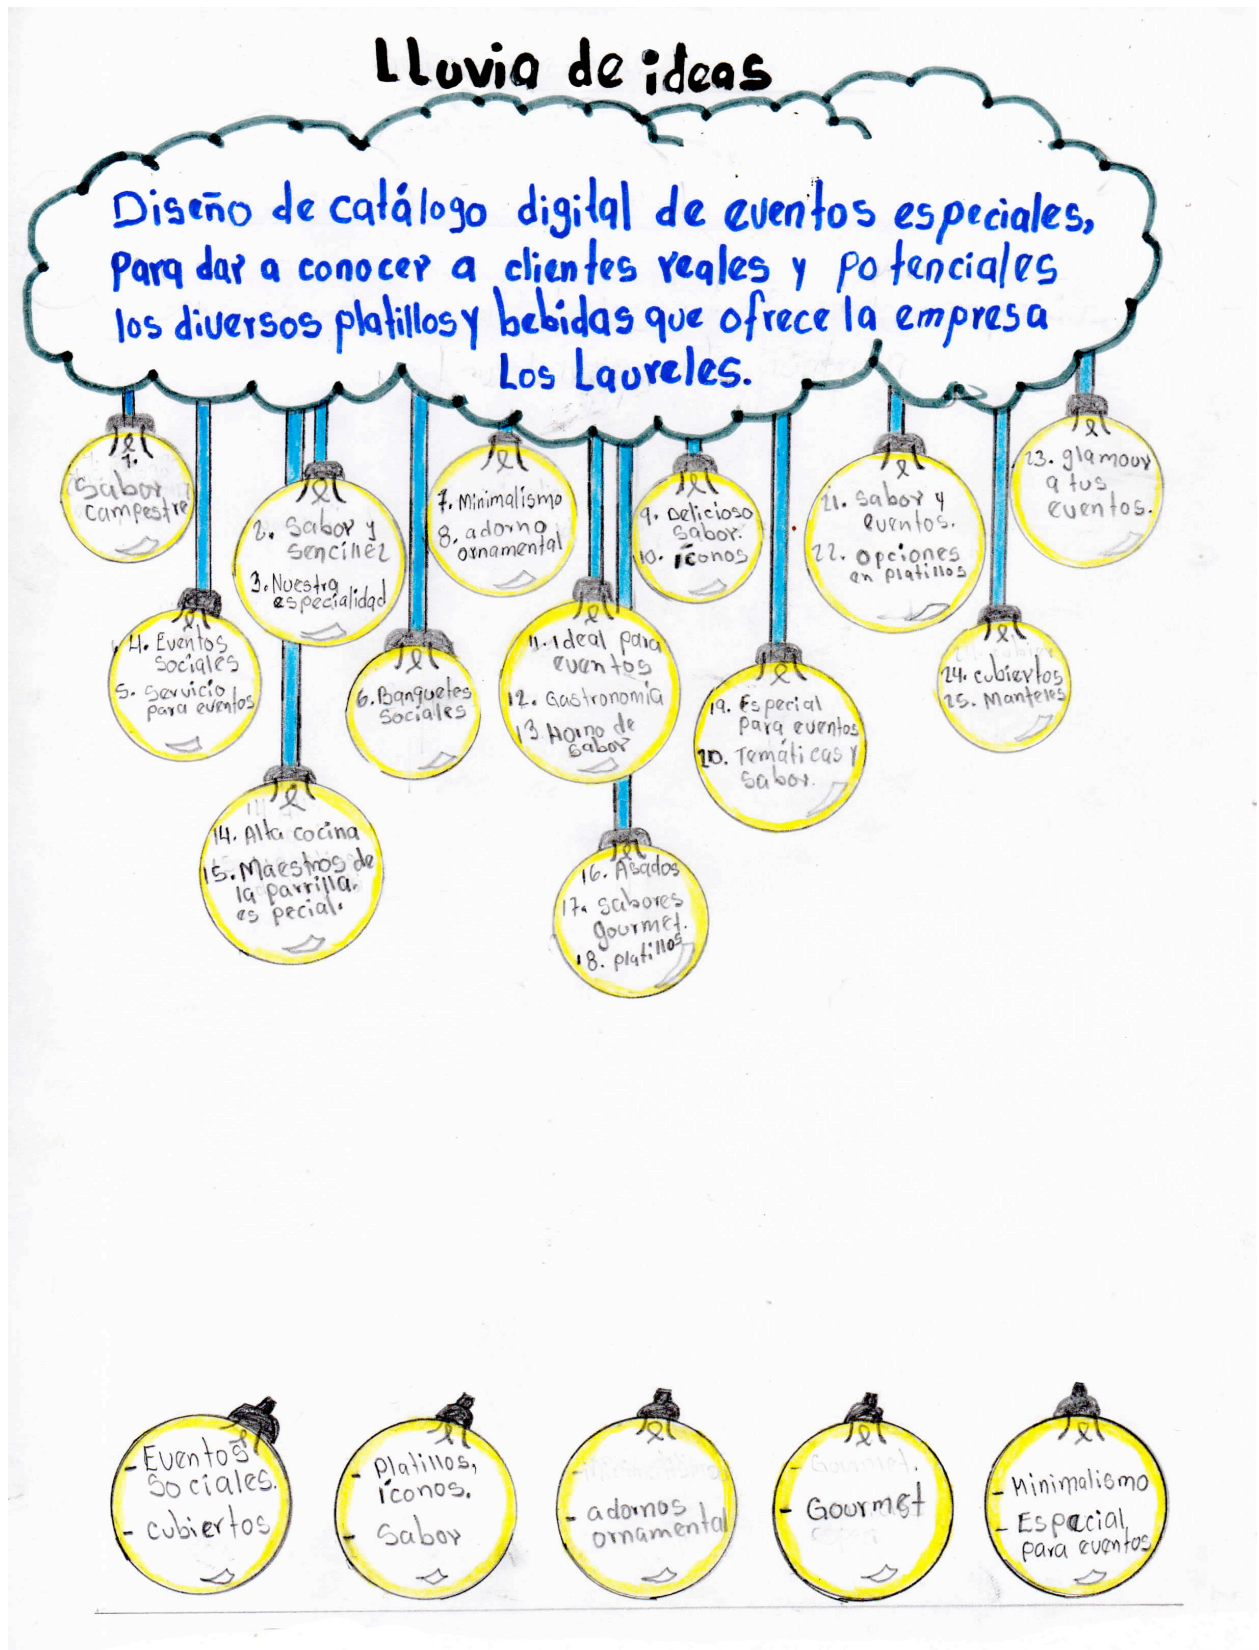 Lluvia de ideas
Diseño de catálogo digital de eventos especiales,
Para dar a conocer a clientes reales y potenciales
los diversos platillos y bebidas que ofrece la empresa
Los Laureles.
1.
Sabor
Campestre
2. Sabor y
Sencillez
3. Nuestra
especialidad
4. Eventos
Sociales
5. Servicio
para eventos
6. Banquetes
Sociales
7. Minimalismo
8. adorno
ornamental
9. Delicioso
Sabor.
10. íconos
11. Ideal para
eventos
12. Gastronomía
13. Horno de
Sabor
14. Alta cocina
15. Maestros de
la parrilla.
especial.
16. Asados
17. Sabores
gourmet.
18. platillos
19. Especial
para eventos
20. Temáticas y
Sabor.
21. Sabor y
eventos.
22. Opciones
en platillos
23. glamour
a tus
eventos.
24. cubiertos
25. Manteles
- Eventos
Sociales.
- cubiertos
- Platillos,
íconos.
- Sabor
- adornos
ornamental
- Gourmet
- Minimalismo
- Especial
para eventos